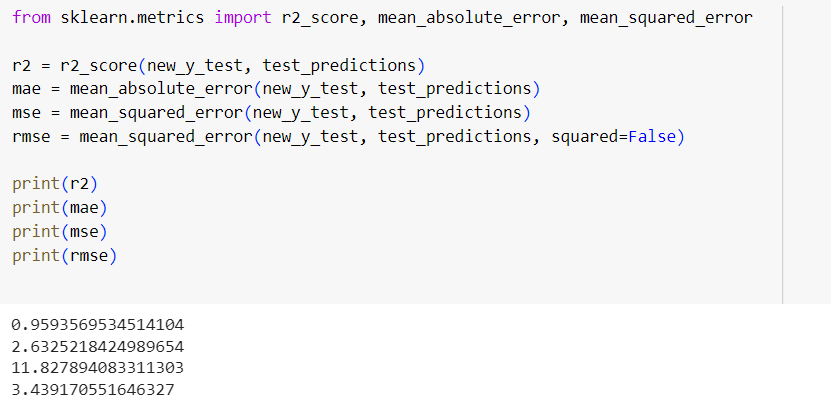 from sklearn.metrics import r2_score, mean_absolute_error, mean_squared_error
r2 = r2_score(new_y_test, test_predictions)
mae = mean_absolute_error(new_y_test, test_predictions)
mse = mean_squared_error(new_y_test, test_predictions)
rmse = mean_squared_error(new_y_test, test_predictions, squared=False)
print(r2)
print(mae)
print(mse)
print(rmse)
0.9593569534514104
2.6325218424989654
11.827894083311303
3.439170551646327